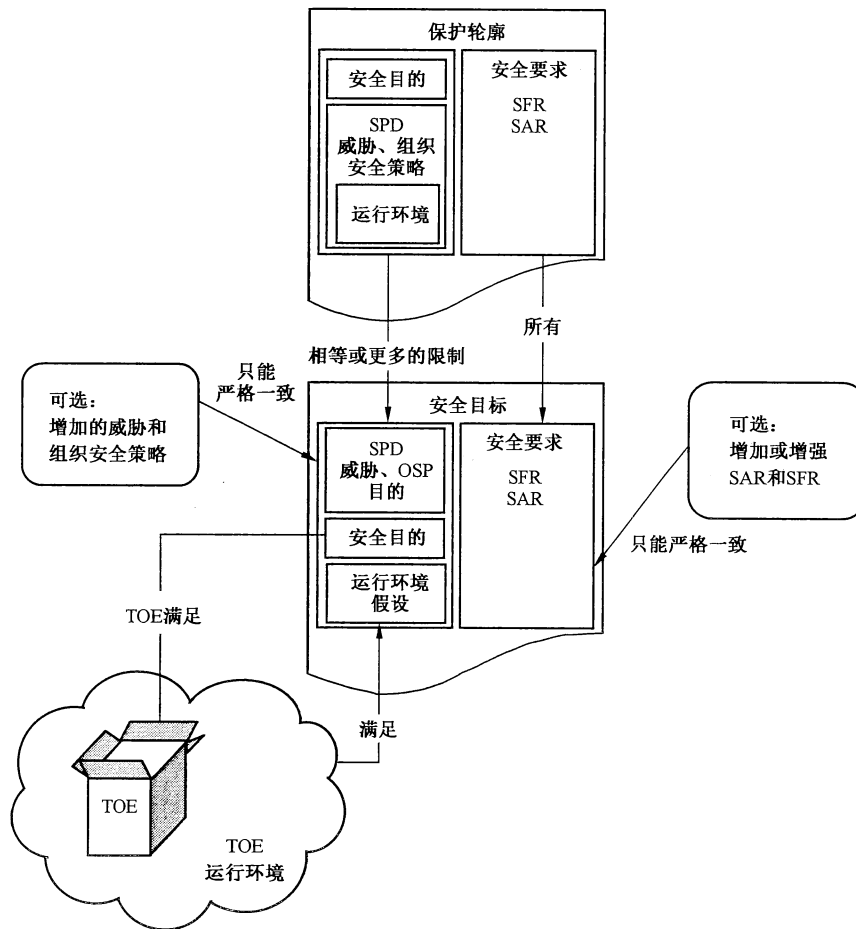 保护轮廓
安全目的
SPD
威胁、组织
安全策略
运行环境
安全要求
SFR
SAR
相等或更多的限制
所有
只能
严格一致
可选：
增加的威胁和
组织安全策略
安全目标
SPD
威胁、OSP
目的
安全目的
运行环境
假设
安全要求
SFR
SAR
可选：
增加或增强
SAR和SFR
只能严格一致
TOE满足
满足
TOE
TOE
运行环境